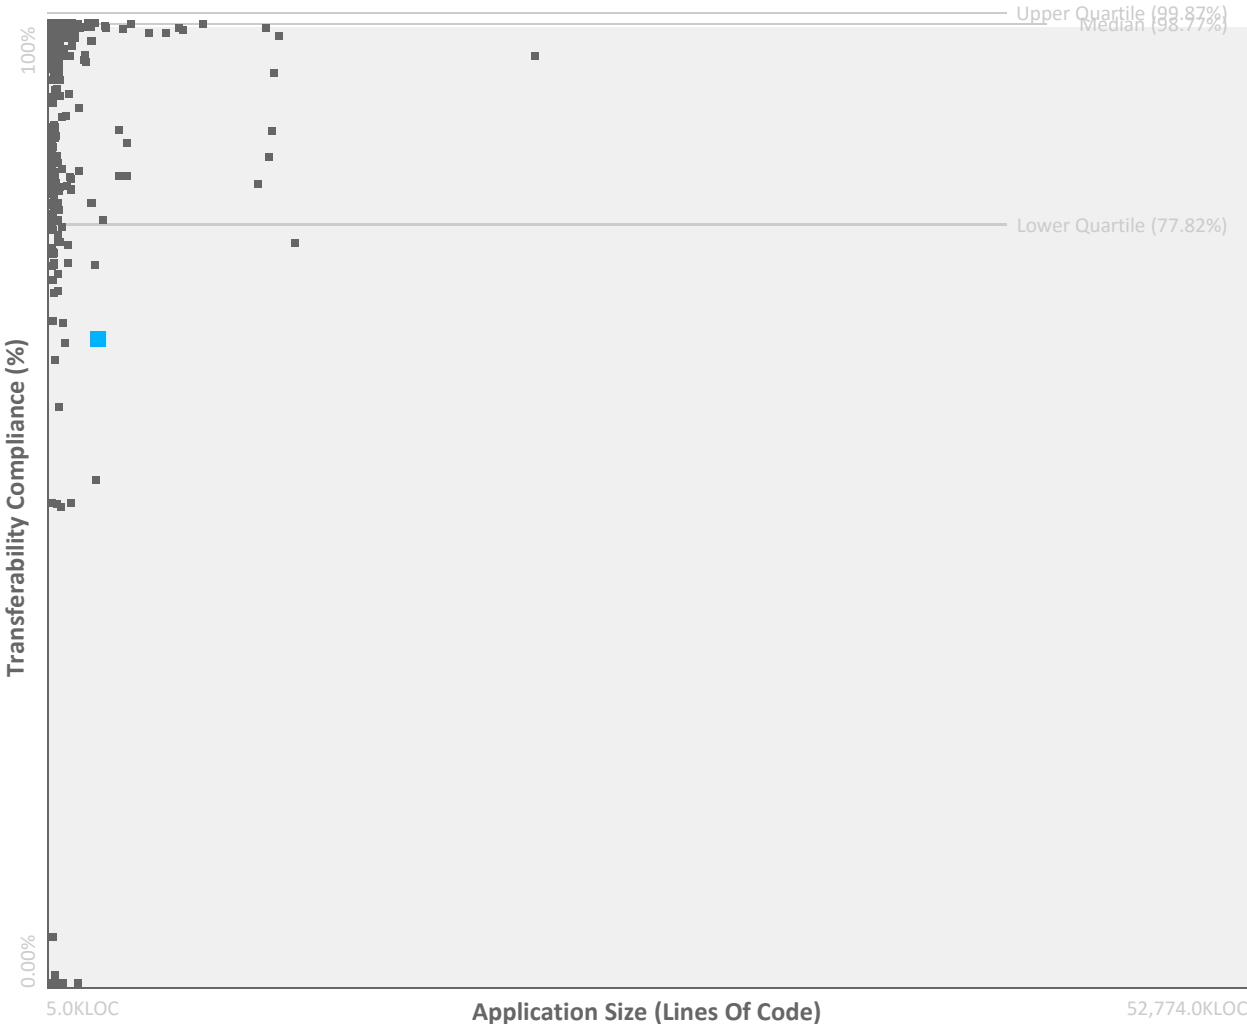 Upper Quartile (99.87%)
Median (98.77%)
100%
Lower Quartile (77.82%)
Transferability Compliance (%)
0.00%
5.0KLOC
Application Size (Lines Of Code)
52,774.0KLOC